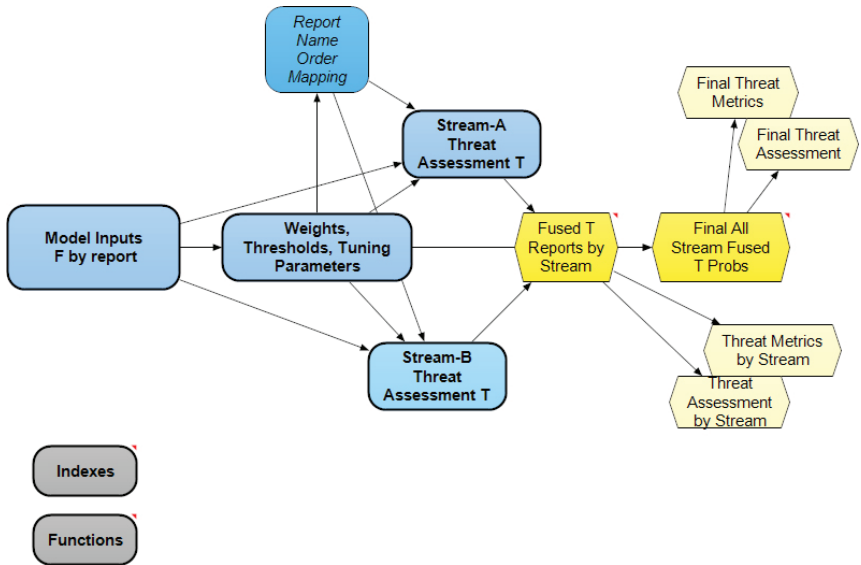 Report
Name
Order
Mapping
Final Threat
Metrics
Stream-A
Threat
Assessment T
Final Threat
Assessment
Model Inputs
F by report
Weights,
Thresholds, Tuning
Parameters
Fused T
Reports by
Stream
Final All
Stream Fused
T Probs
Stream-B
Threat
Assessment T
Threat Metrics
by Stream
Threat
Assessment
by Stream
Indexes
Functions